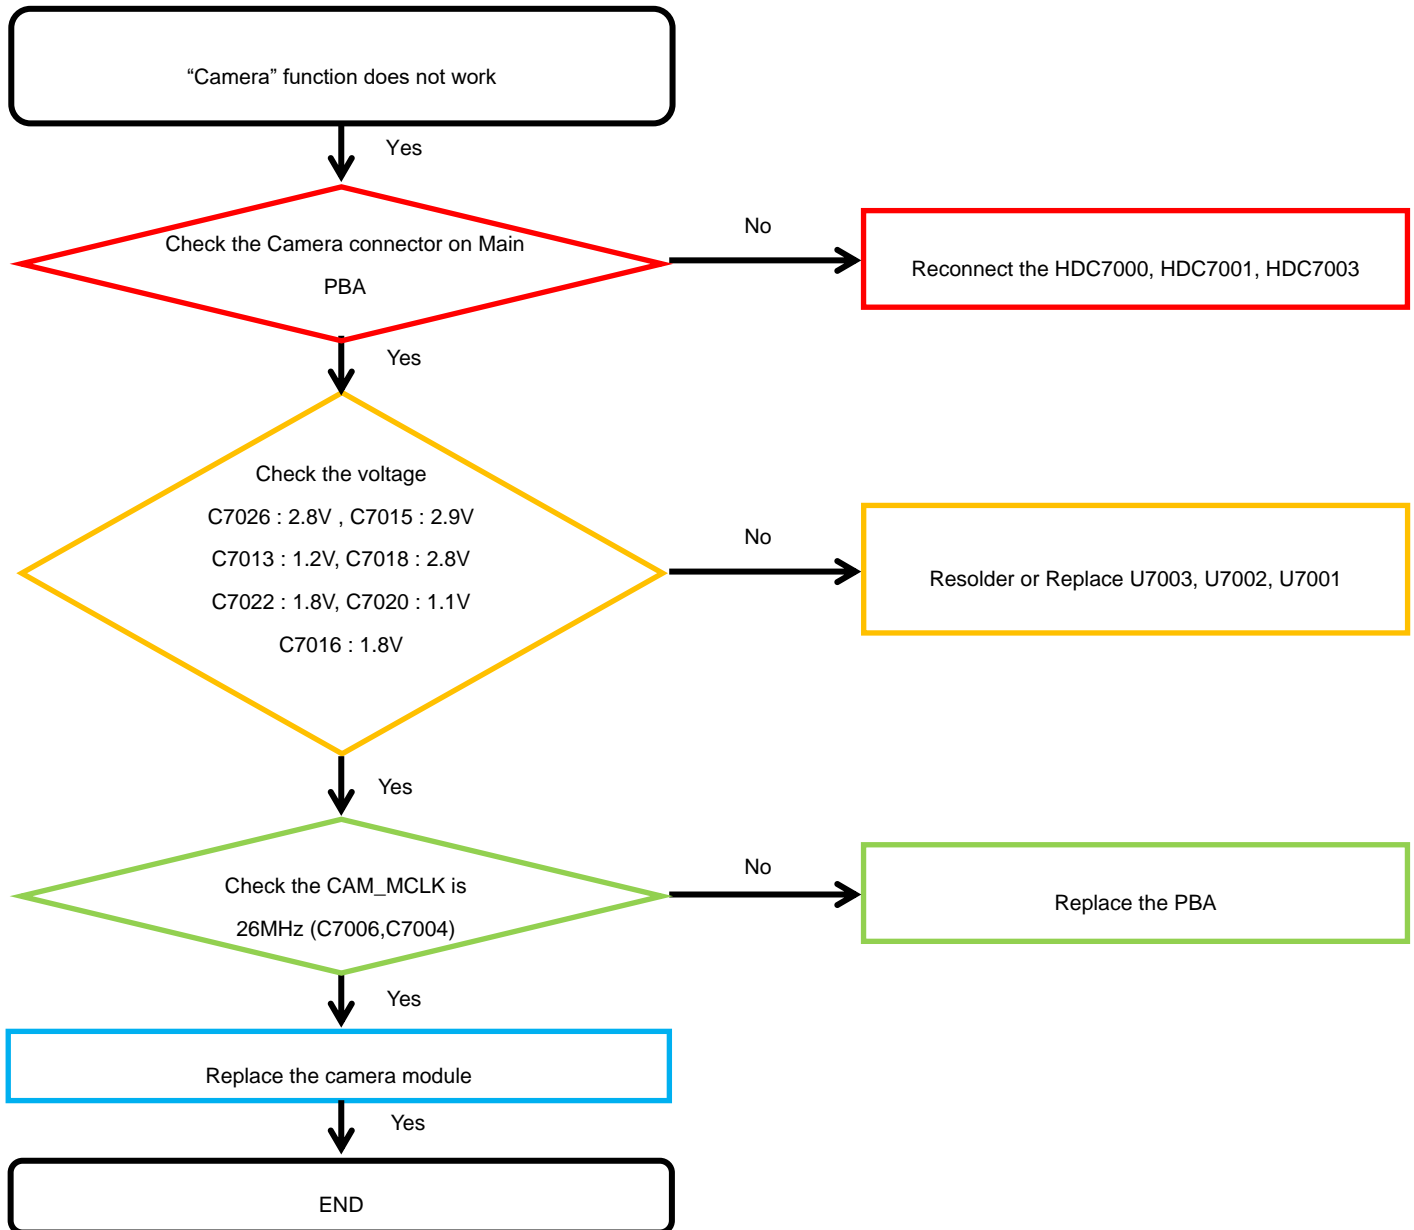 “Camera” function does not work
Yes
Check the Camera connector on Main
PBA
No
Reconnect the HDC7000, HDC7001, HDC7003
Yes
Check the voltage
C7026 : 2.8V , C7015 : 2.9V
C7013 : 1.2V, C7018 : 2.8V
C7022 : 1.8V, C7020 : 1.1V
C7016 : 1.8V
No
Resolder or Replace U7003, U7002, U7001
Yes
Check the CAM_MCLK is
26MHz (C7006,C7004)
No
Replace the PBA
Yes
Replace the camera module
Yes
END